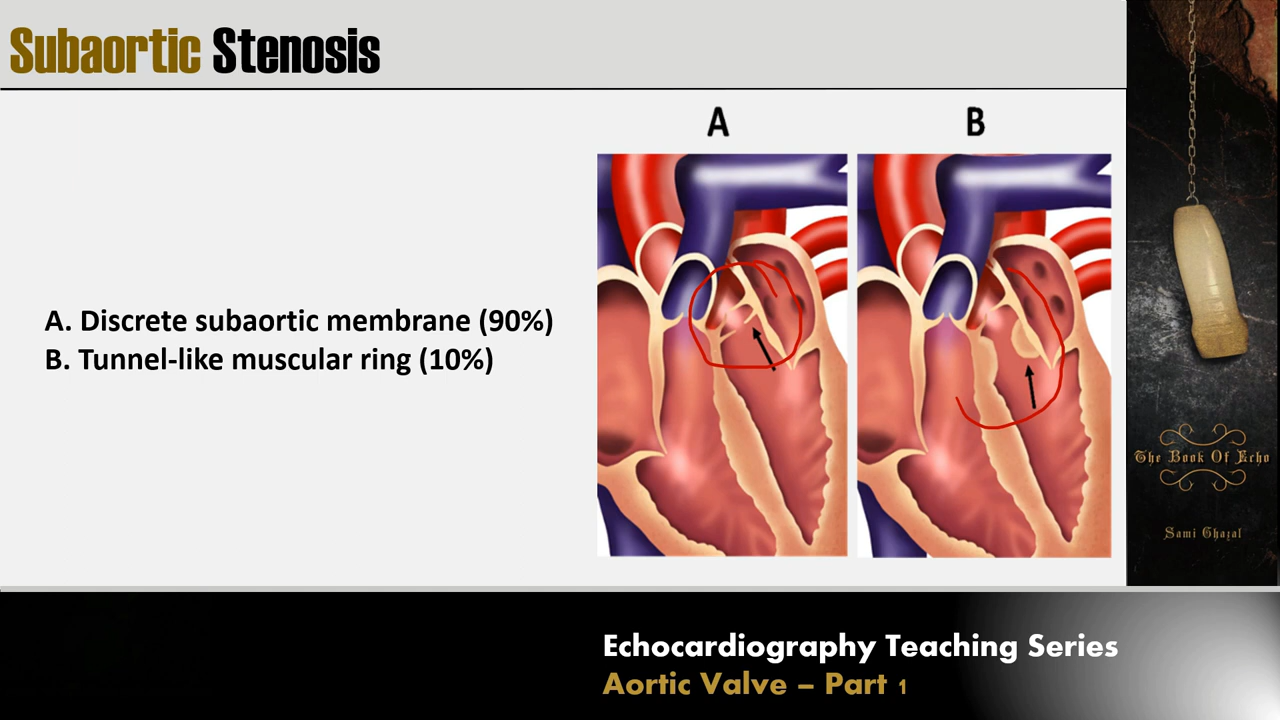 Subaortic Stenosis
A
B
A. Discrete subaortic membrane (90%)
B. Tunnel-like muscular ring (10%)
The Book Of Echo
Sami Ghazal
Echocardiography Teaching Series
Aortic Valve – Part 1